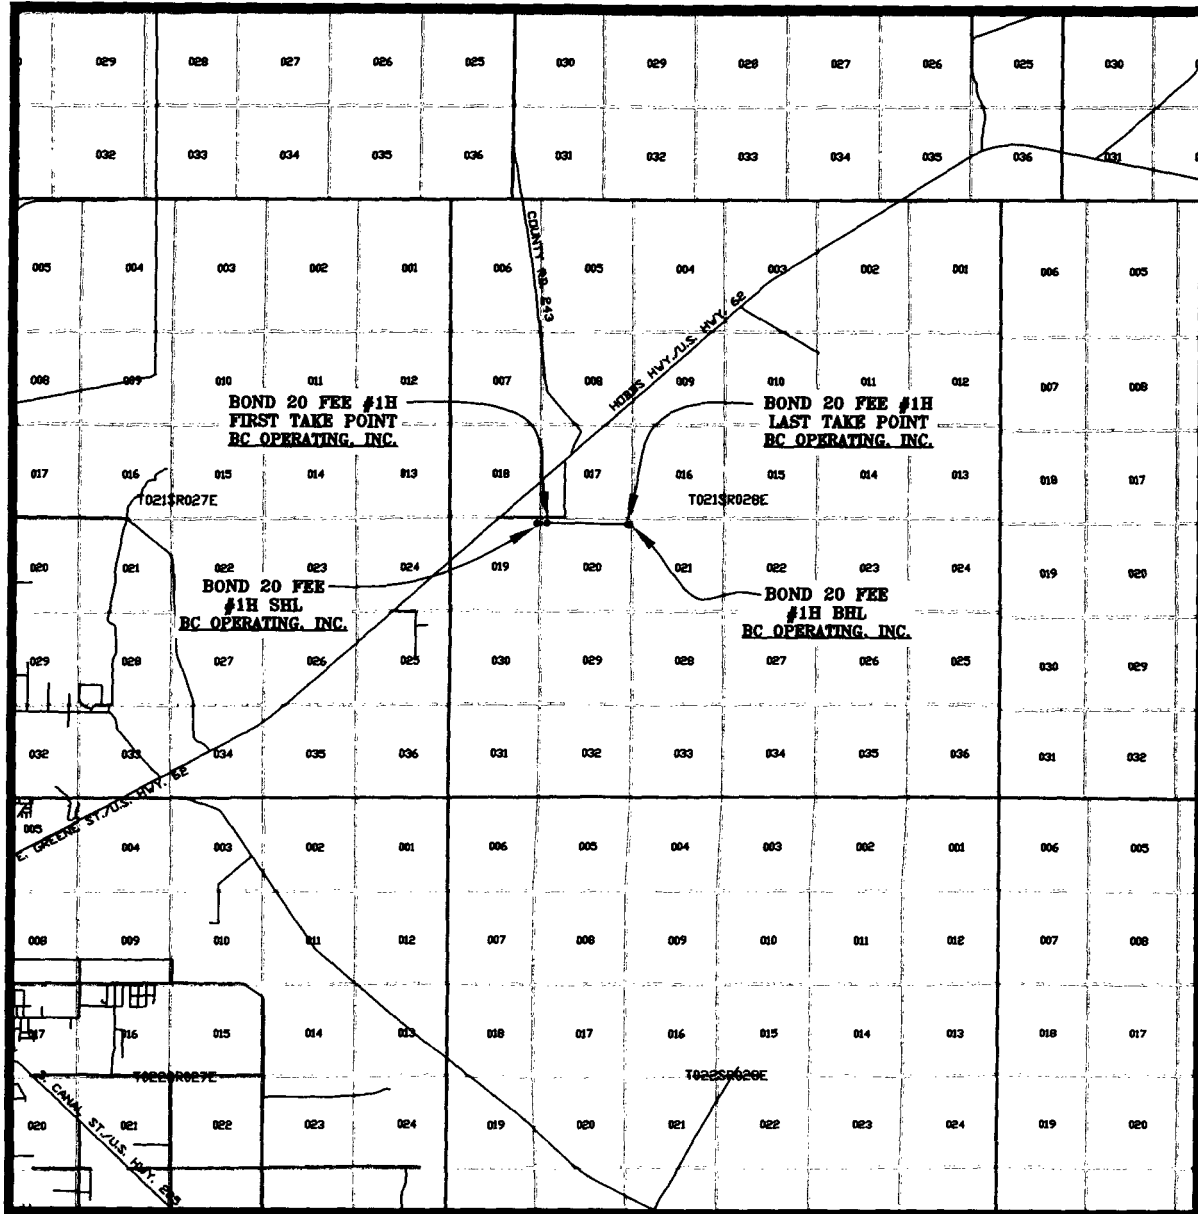 029 028 027 026 025 030 029 028 027 026 025 030
032 033 034 035 036 031 032 033 034 035 036 031
COUNTY RD. 243
005 004 003 002 001 006 005 004 003 002 001 006 005
HOBBS HWY./U.S. HWY. 62
008 009 010 011 012 007 008 009 010 011 012 007 008
BOND 20 FEE #1H
FIRST TAKE POINT
BC OPERATING, INC.
BOND 20 FEE #1H
LAST TAKE POINT
BC OPERATING, INC.
017 016 015 014 013 018 017 016 015 014 013 018 017
T021SR027E
T021SR028E
020 021 022 023 024 019 020 021 022 023 024 019 020
BOND 20 FEE
#1H SHL
BC OPERATING, INC.
BOND 20 FEE
#1H BHL
BC OPERATING, INC.
029 028 027 026 025 030 029 028 027 026 025 030 029
032 033 034 035 036 031 032 033 034 035 036 031 032
E. GREENE ST./U.S. HWY. 62
005 004 003 002 001 006 005 004 003 002 001 006 005
008 009 010 011 012 007 008 009 010 011 012 007 008
017 016 015 014 013 018 017 016 015 014 013 018 017
T022SR027E
T022SR028E
S. CANAL ST./U.S. HWY. 285
020 021 022 023 024 019 020 021 022 023 024 019 020